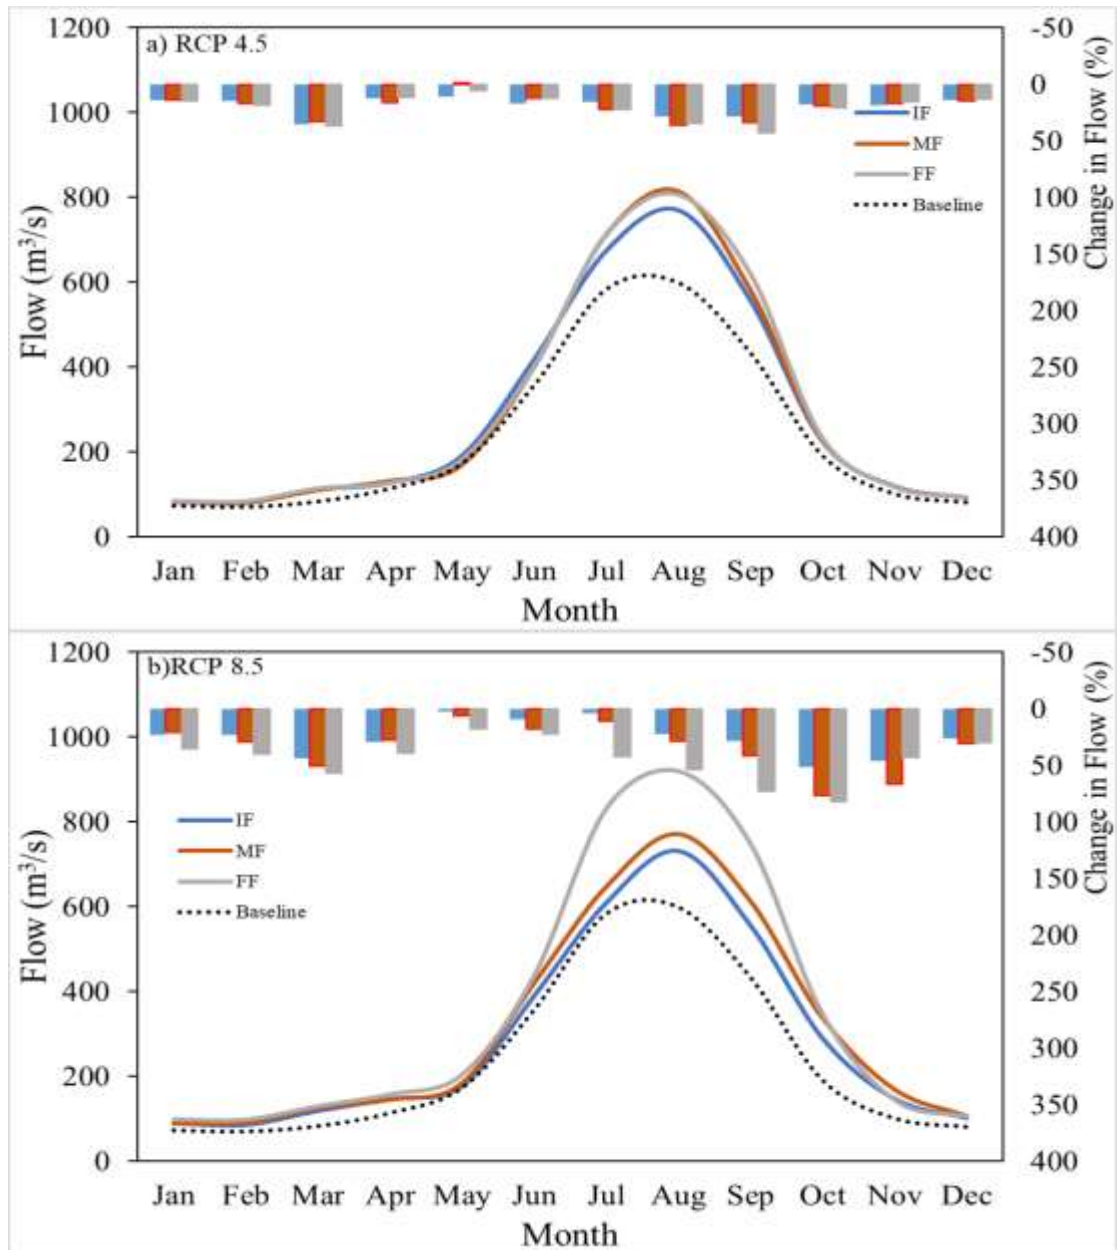 a) RCP 4.5
Flow (m³/s)
1200
1000
800
600
400
200
0
-50
0
50
100
150
200
250
300
350
400
Change in Flow (%)
IF
MF
FF
Baseline
Jan Feb Mar Apr May Jun Jul Aug Sep Oct Nov Dec
Month
b)RCP 8.5
Flow (m³/s)
1200
1000
800
600
400
200
0
-50
0
50
100
150
200
250
300
350
400
Change in Flow (%)
IF
MF
FF
Baseline
Jan Feb Mar Apr May Jun Jul Aug Sep Oct Nov Dec
Month